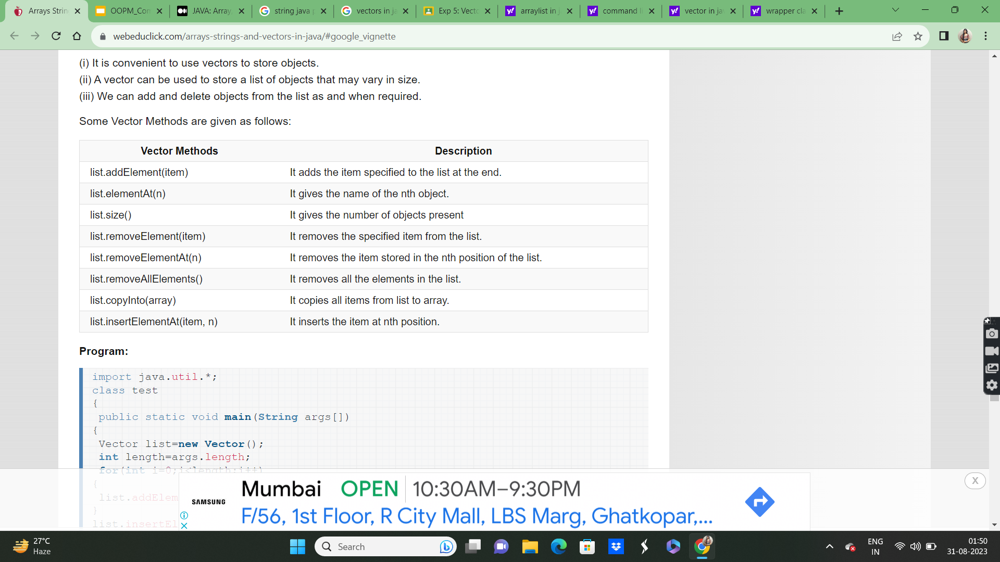 Arrays Strin
OOPM_Con
JAVA: Array,
string java p
vectors in ja
Exp 5: Vecto
arraylist in j
command li
vector in jav
wrapper cla
webeduclick.com/arrays-strings-and-vectors-in-java/#google_vignette
(i) It is convenient to use vectors to store objects.
(ii) A vector can be used to store a list of objects that may vary in size.
(iii) We can add and delete objects from the list as and when required.
Some Vector Methods are given as follows:
Vector Methods Description
list.addElement(item) It adds the item specified to the list at the end.
list.elementAt(n) It gives the name of the nth object.
list.size() It gives the number of objects present
list.removeElement(item) It removes the specified item from the list.
list.removeElementAt(n) It removes the item stored in the nth position of the list.
list.removeAllElements() It removes all the elements in the list.
list.copyInto(array) It copies all items from list to array.
list.insertElementAt(item, n) It inserts the item at nth position.
Program:
import java.util.*;
class test
{
public static void main(String args[])
{
Vector list=new Vector();
int length=args.length;
for(int i=0;i<length;i++)
{
list.addElem
}
list.insertEl
SAMSUNG
Mumbai OPEN 10:30AM–9:30PM
F/56, 1st Floor, R City Mall, LBS Marg, Ghatkopar,...
X
27°C
Haze
Search
ENG
IN
01:50
31-08-2023